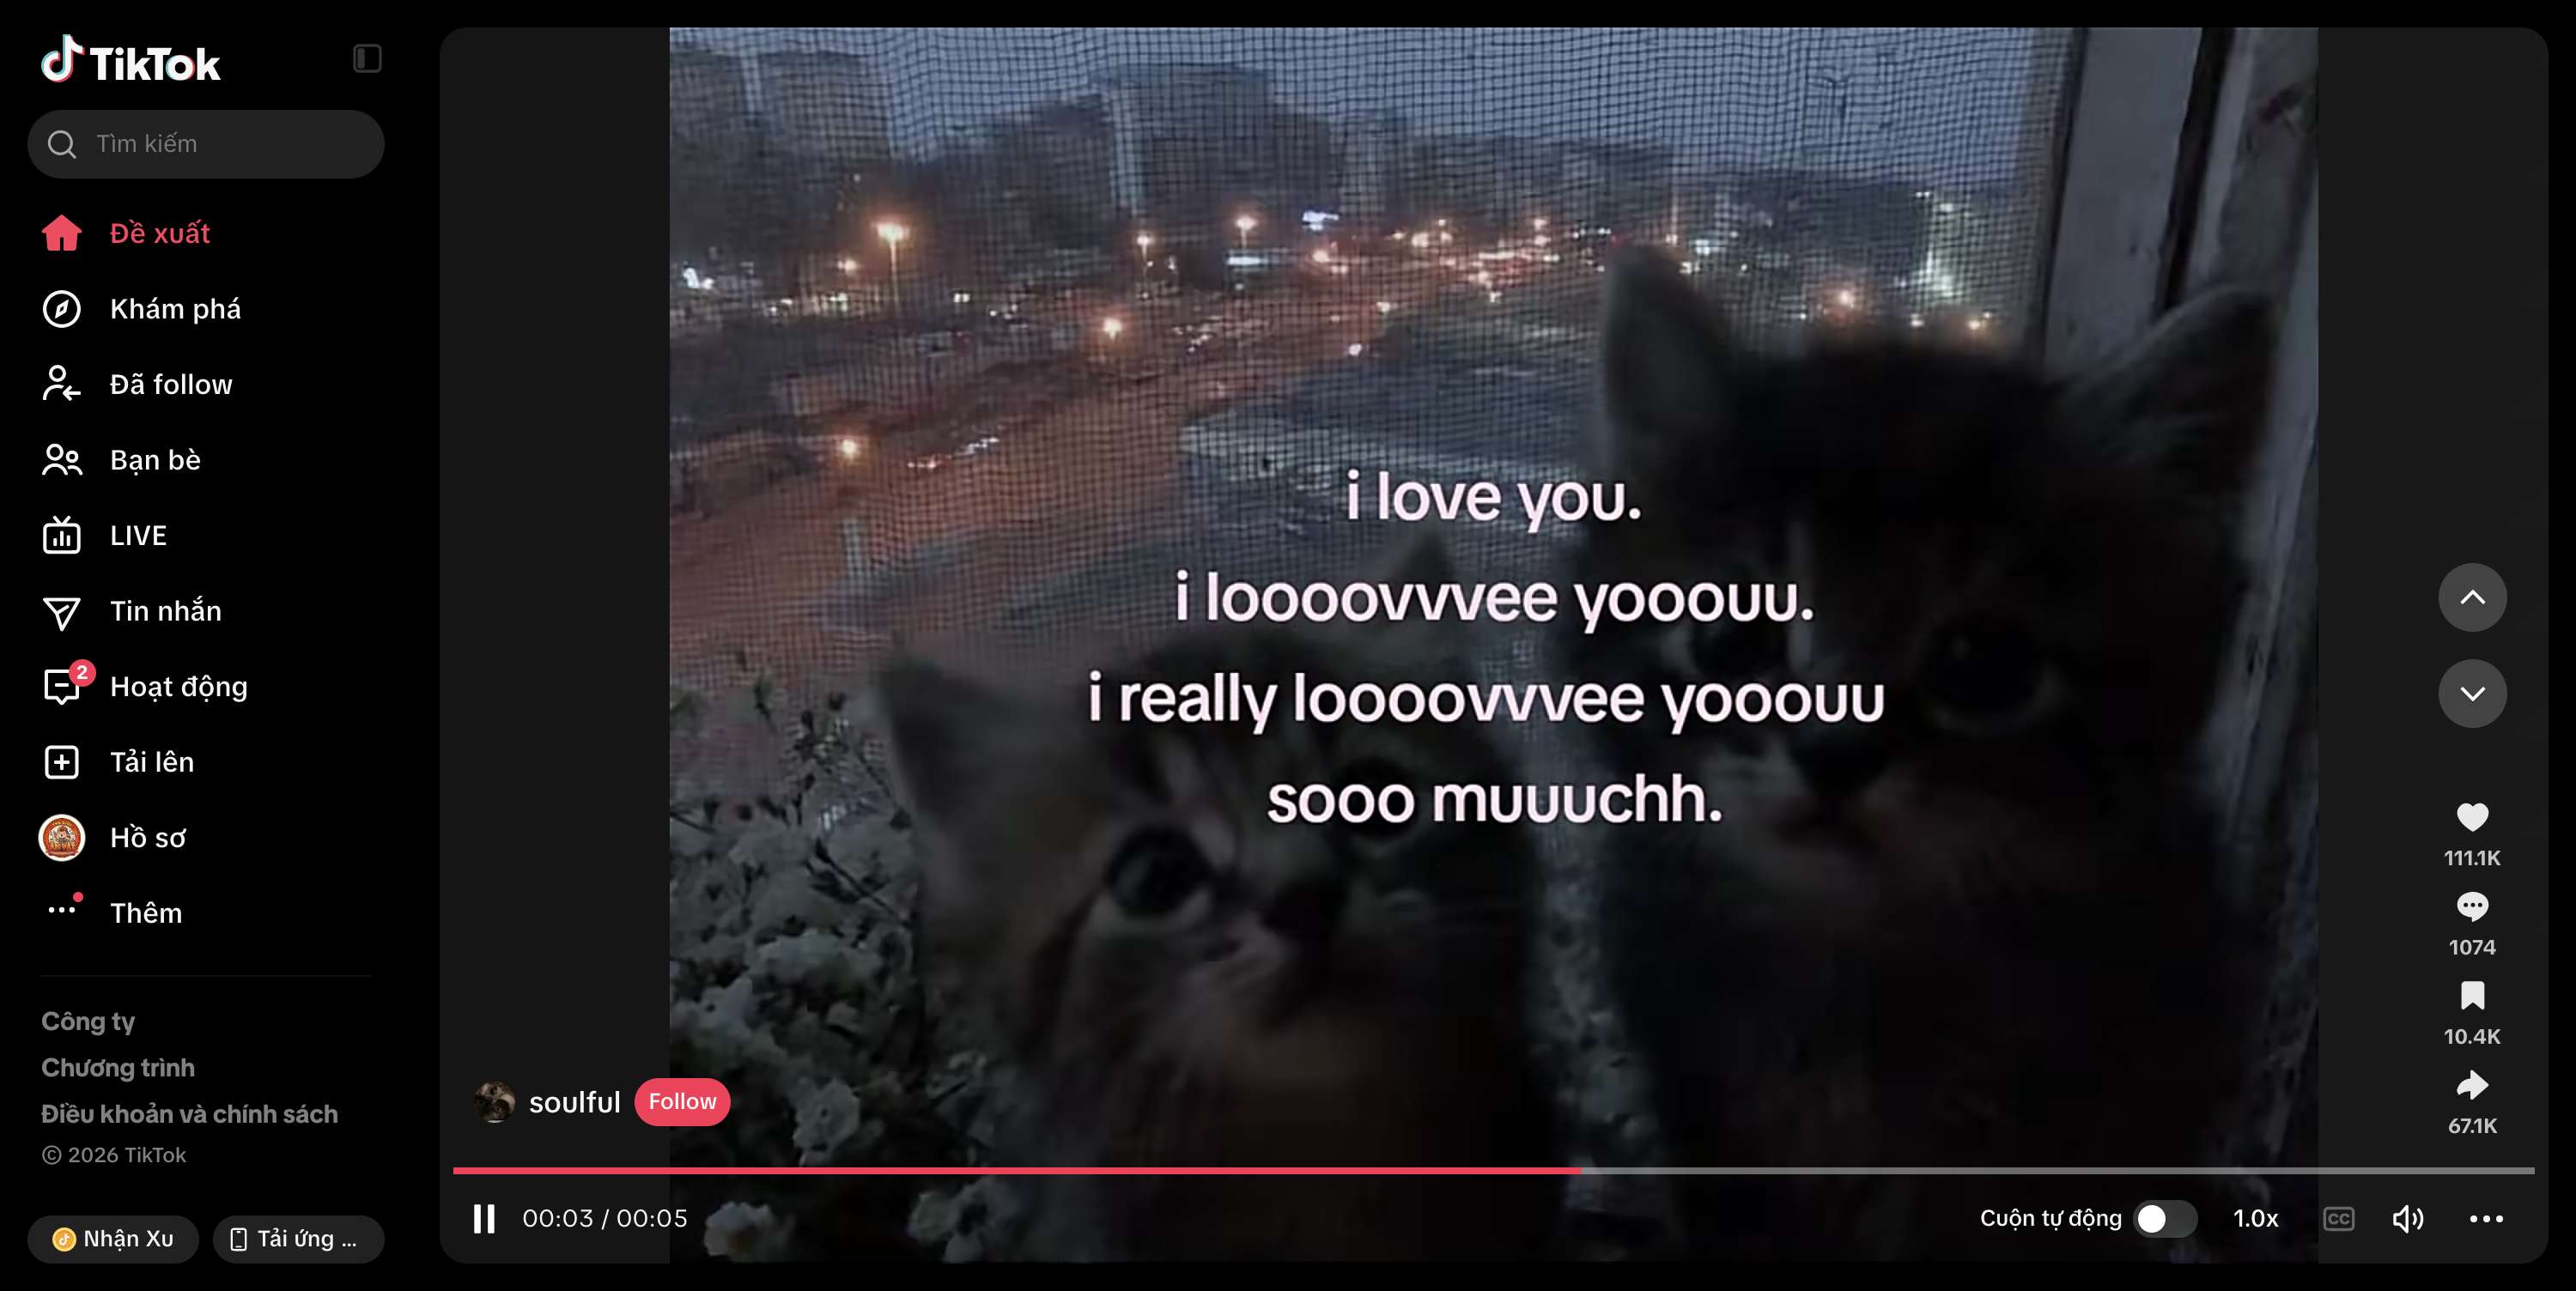 TikTok
Tìm kiếm
Đề xuất
Khám phá
Đã follow
Bạn bè
LIVE
Tin nhắn
2
Hoạt động
Tải lên
Hồ sơ
Thêm
Công ty
Chương trình
Điều khoản và chính sách
© 2026 TikTok
Nhận Xu
Tải ứng ...
i love you.
i loooovvvee yooouu.
i really loooovvvee yooouu
sooo muuuchh.
111.1K
1074
10.4K
67.1K
soulful
Follow
00:03 / 00:05
Cuộn tự động
1.0x
CC